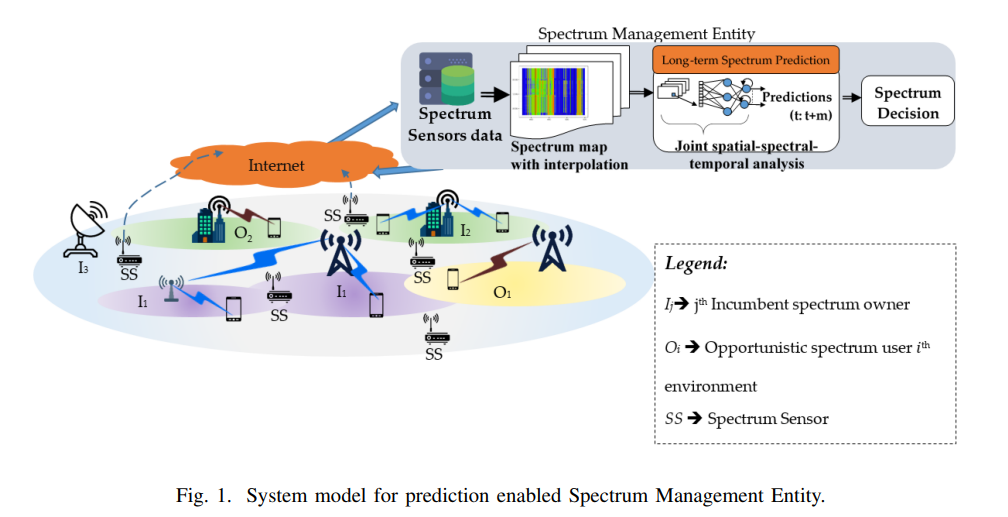 Spectrum Management Entity
Long-term Spectrum Prediction
Spectrum
Sensors data
Spectrum map
with interpolation
Predictions
(t: t+m)
Joint spatial-spectral-
temporal analysis
Spectrum
Decision
Internet
I3
SS
O2
SS
I2
SS
I1
SS
I1
O1
SS
Legend:
Ij➔ jth Incumbent spectrum owner
Oi ➔ Opportunistic spectrum user ith
environment
SS ➔ Spectrum Sensor
Fig. 1. System model for prediction enabled Spectrum Management Entity.